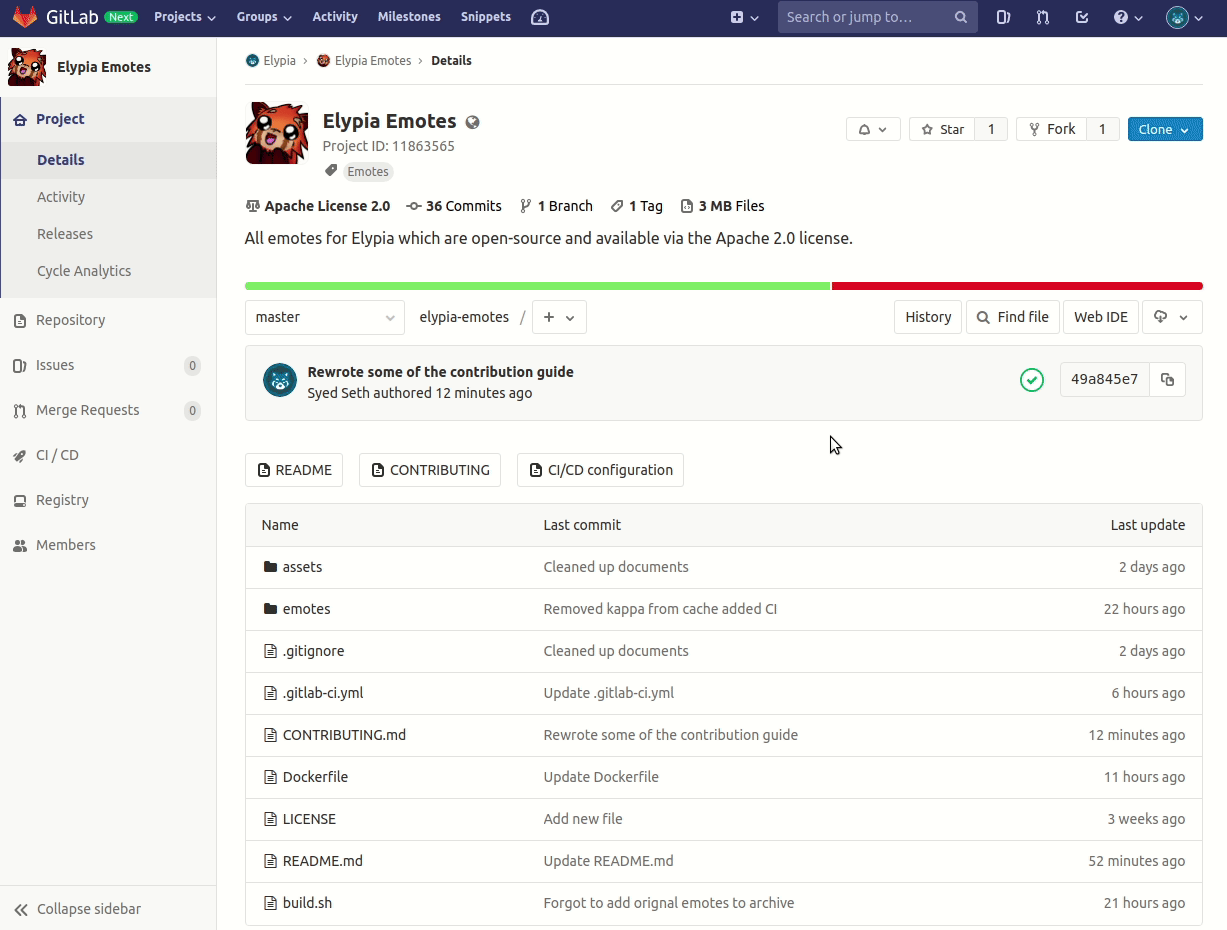 GitLab Next Projects Groups Activity Milestones Snippets Search or jump to...
Elypia Emotes
Project
Details
Activity
Releases
Cycle Analytics
Repository
Issues 0
Merge Requests 0
CI / CD
Registry
Members
Collapse sidebar
Elypia › Elypia Emotes › Details
Elypia Emotes
Project ID: 11863565
Emotes
Star 1 Fork 1 Clone
Apache License 2.0 36 Commits 1 Branch 1 Tag 3 MB Files
All emotes for Elypia which are open-source and available via the Apache 2.0 license.
master elypia-emotes / + History Find file Web IDE
Rewrote some of the contribution guide
Syed Seth authored 12 minutes ago
49a845e7
README CONTRIBUTING CI/CD configuration
Name Last commit Last update
assets Cleaned up documents 2 days ago
emotes Removed kappa from cache added CI 22 hours ago
.gitignore Cleaned up documents 2 days ago
.gitlab-ci.yml Update .gitlab-ci.yml 6 hours ago
CONTRIBUTING.md Rewrote some of the contribution guide 12 minutes ago
Dockerfile Update Dockerfile 11 hours ago
LICENSE Add new file 3 weeks ago
README.md Update README.md 52 minutes ago
build.sh Forgot to add orignal emotes to archive 21 hours ago